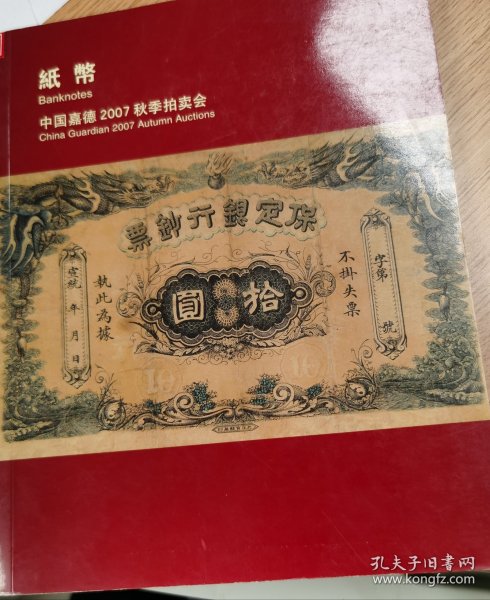 紙幣
Banknotes
中国嘉德 2007 秋季拍卖会
China Guardian 2007 Autumn Auctions
保定銀行鈔票
字第 號
不掛失票
拾圓
執此為據
宣統 年 月 日
10 10
孔夫子旧书网
www.kongfz.com